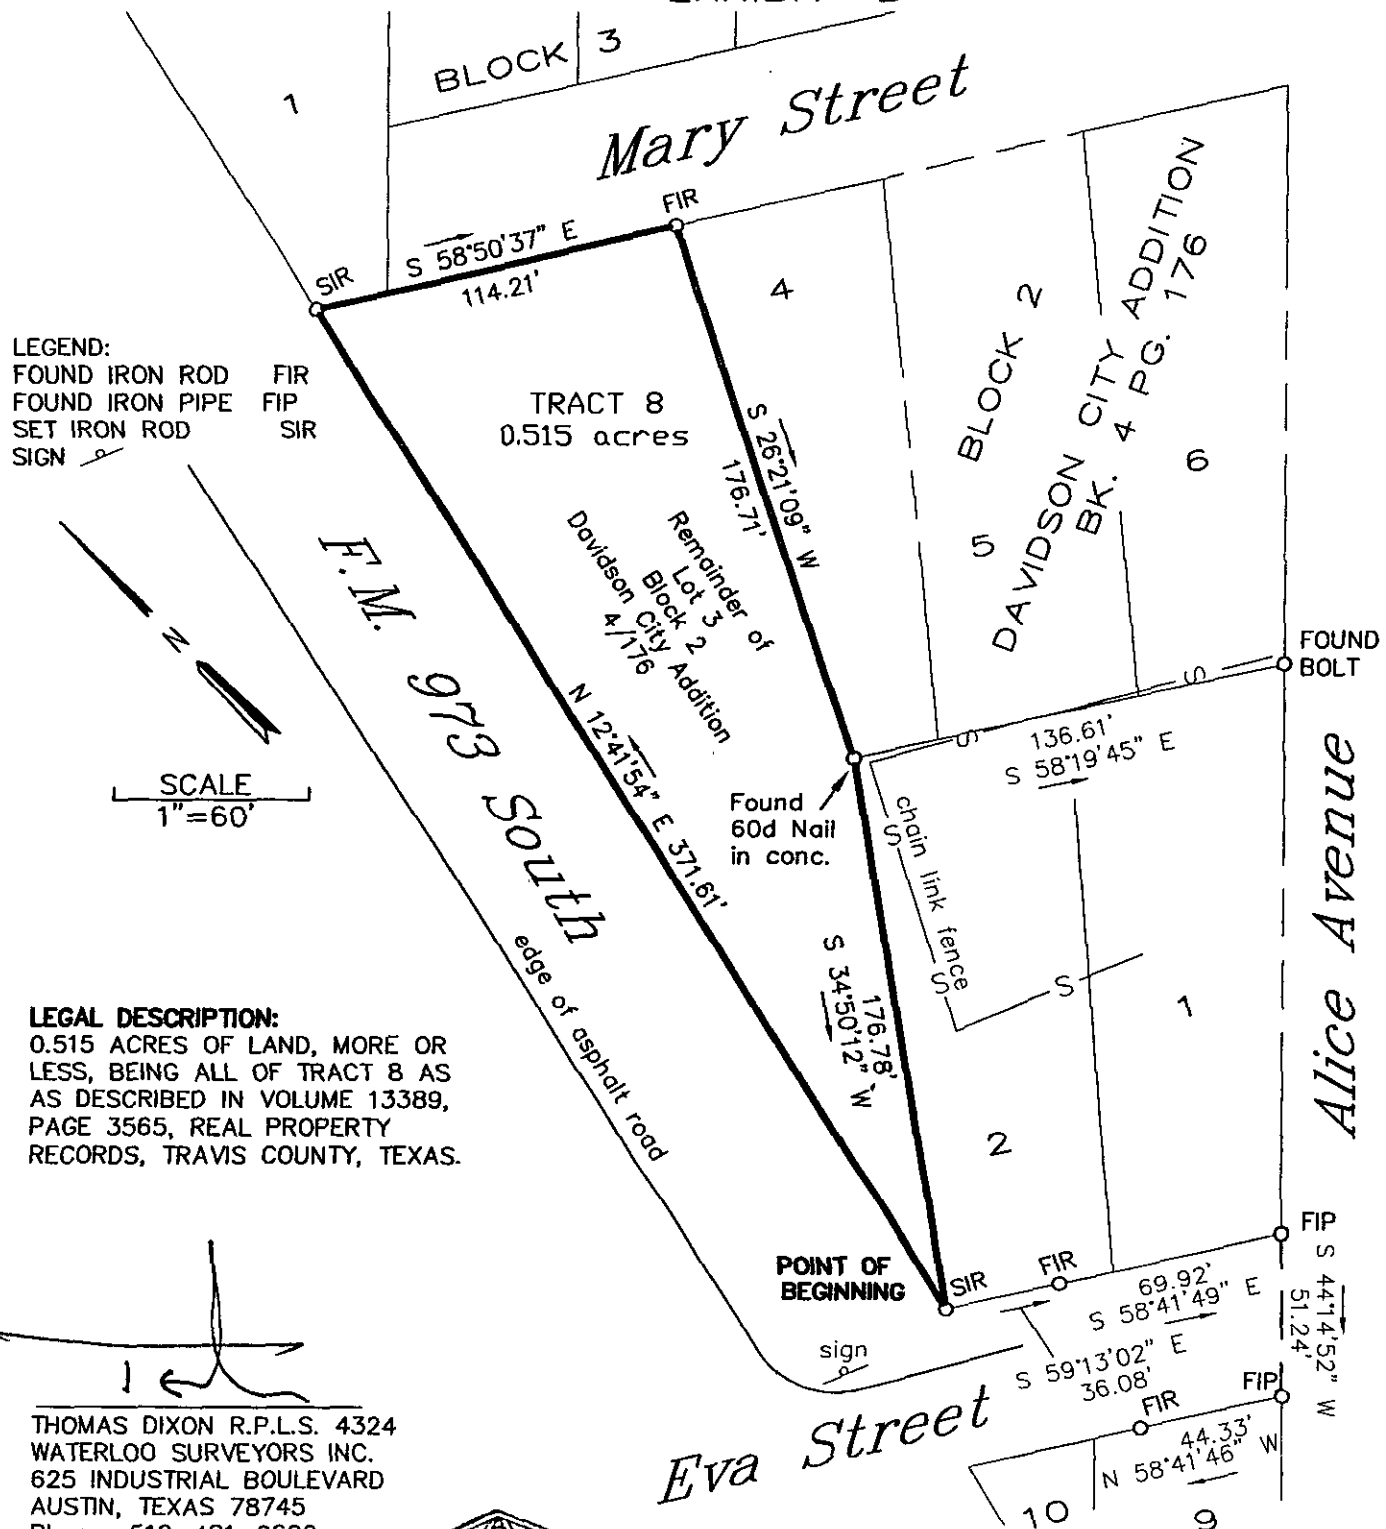 BLOCK 3
1
Mary Street
FIR
S 58°50'37" E
114.21'
SIR
4
BLOCK 2
DAVIDSON CITY ADDITION
BK. 4 PG. 176
5
6
LEGEND:
FOUND IRON ROD FIR
FOUND IRON PIPE FIP
SET IRON ROD SIR
SIGN
TRACT 8
0.515 acres
S 26°21'09" W
176.71'
Remainder of
Lot 3
Block 2
Davidson City Addition
4/176
F.M. 973 South
N
SCALE
1"=60'
N 12°41'54" E 371.61'
FOUND
BOLT
S
S
136.61'
S 58°19'45" E
Found
60d Nail
in conc.
chain link fence
S
S
S
Alice Avenue
edge of asphalt road
176.78'
S 34°50'12" W
1
2
LEGAL DESCRIPTION:
0.515 ACRES OF LAND, MORE OR
LESS, BEING ALL OF TRACT 8 AS
AS DESCRIBED IN VOLUME 13389,
PAGE 3565, REAL PROPERTY
RECORDS, TRAVIS COUNTY, TEXAS.
POINT OF
BEGINNING
SIR
FIR
69.92'
S 58°41'49" E
FIP
S 44°14'52" W
51.24'
S 59°13'02" E
36.08'
sign
Eva Street
FIR
FIP
44.33'
N 58°41'46" W
10
9
THOMAS DIXON R.P.L.S. 4324
WATERLOO SURVEYORS INC.
625 INDUSTRIAL BOULEVARD
AUSTIN, TEXAS 78745